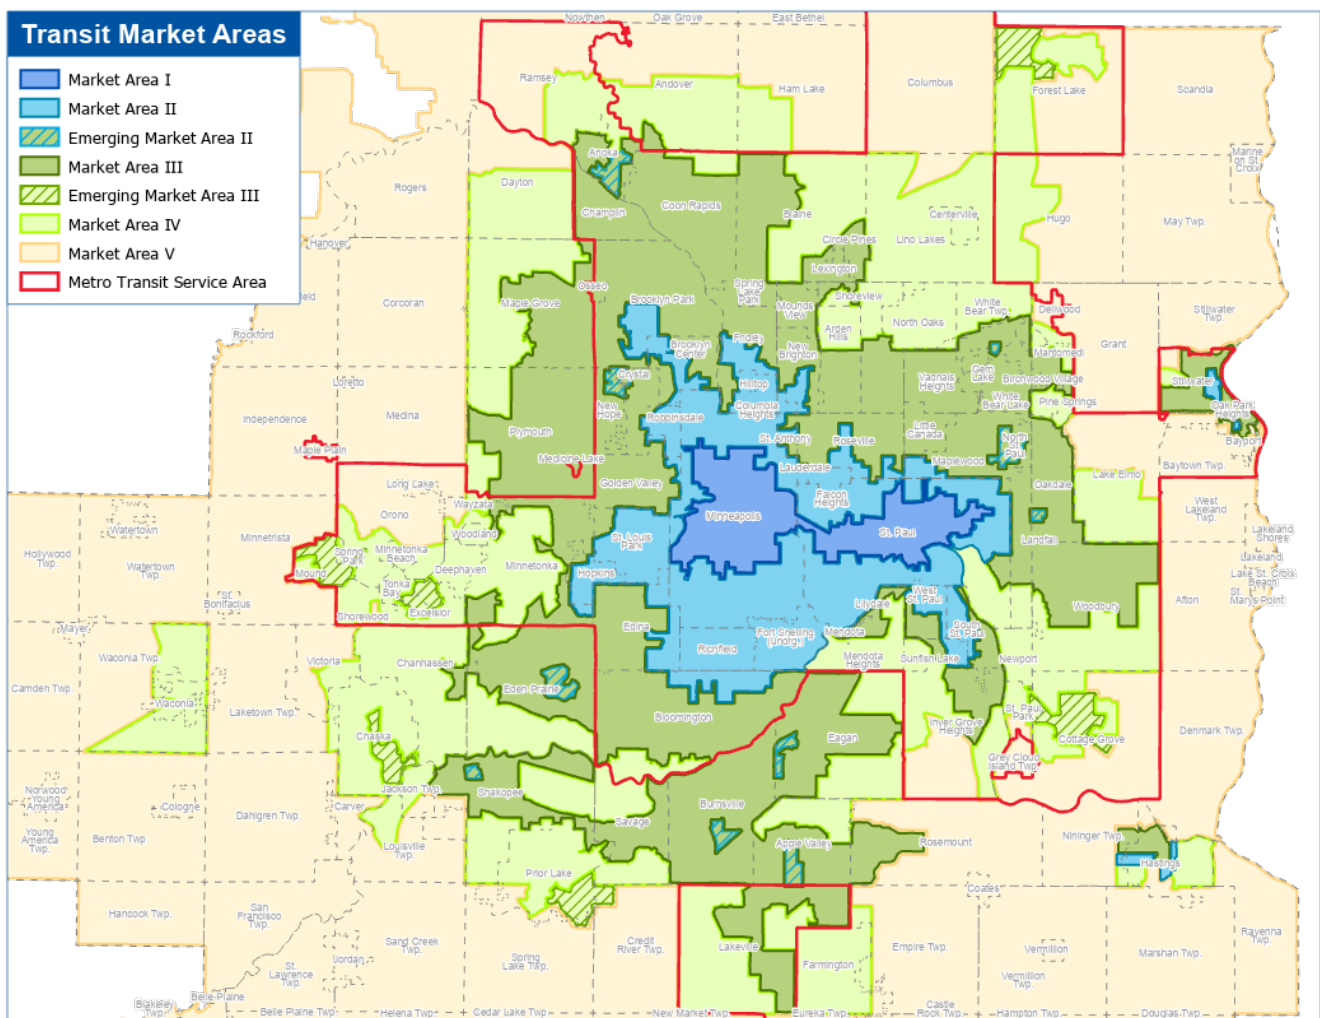 Transit Market Areas
Market Area I
Market Area II
Emerging Market Area II
Market Area III
Emerging Market Area III
Market Area IV
Market Area V
Metro Transit Service Area
Nowthen
Oak Grove
East Bethel
Ramsey
Andover
Ham Lake
Columbus
Forest Lake
Scandia
Anoka
Marine
on St.
Croix
Rogers
Dayton
Champlin
Coon Rapids
Blaine
Centerville
Hugo
May Twp.
Hanover
Circle Pines
Lino Lakes
Lexington
Corcoran
Maple Grove
Osseo
Brooklyn Park
Spring
Lake
Park
Mounds
View
Shoreview
White
Bear Twp.
Dellwood
Stillwater
Twp.
Rockford
North Oaks
Arden
Hills
Fridley
Brooklyn
Center
New
Brighton
Grant
Mahtomedi
Loretto
Crystal
Hilltop
Vadnais
Heights
Gem
Lake
Birchwood Village
Stillwater
Independence
Medina
New
Hope
Robbinsdale
Columbia
Heights
White
Bear Lake
Pine Springs
Oak Park
Heights
Plymouth
St. Anthony
Roseville
Little
Canada
North
St.
Paul
Bayport
Maple Plain
Medicine Lake
Lauderdale
Maplewood
Baytown Twp.
Long Lake
Golden Valley
Falcon
Heights
Oakdale
Lake Elmo
Orono
Wayzata
Minneapolis
St. Paul
West
Lakeland
Twp.
Watertown
Minnetrista
Woodland
St. Louis
Park
Landfall
Lakeland
Shores
Hollywood
Twp.
Watertown
Twp.
Spring
Park
Minnetonka
Beach
Deephaven
Minnetonka
Hopkins
Lakeland
Mound
Tonka
Bay
Lake St. Croix
Beach
St.
Bonifacius
Excelsior
Lilydale
West
St. Paul
Woodbury
Afton
St.
Marys Point
Shorewood
Mayer
Edina
Fort Snelling
(unorg.)
Mendota
South
St. Paul
Waconia Twp.
Victoria
Chanhassen
Richfield
Mendota
Heights
Sunfish Lake
Newport
Camden Twp.
Waconia
Laketown Twp.
Eden Prairie
Bloomington
Inver Grove
Heights
St. Paul
Park
Cottage Grove
Denmark Twp.
Chaska
Eagan
Grey Cloud
Island Twp.
Norwood
Young
America
Cologne
Jackson Twp.
Shakopee
Burnsville
Carver
Dahlgren Twp.
Savage
Young
America
Twp.
Benton Twp.
Louisville
Twp.
Apple Valley
Rosemount
Nininger Twp.
Hastings
Prior Lake
Coates
Hancock Twp.
San
Francisco
Twp.
Sand Creek
Twp.
Credit
River Twp.
Lakeville
Empire Twp.
Vermillion
Marshan Twp.
Ravenna
Twp.
Jordan
Spring
Lake Twp.
Farmington
St.
Lawrence
Twp.
Vermillion
Twp.
Blakeley
Twp.
Belle Plaine
Belle Plaine Twp.
Helena Twp.
Cedar Lake Twp.
New Market Twp.
Eureka Twp.
Castle
Rock Twp.
Hampton Twp.
Douglas Twp.